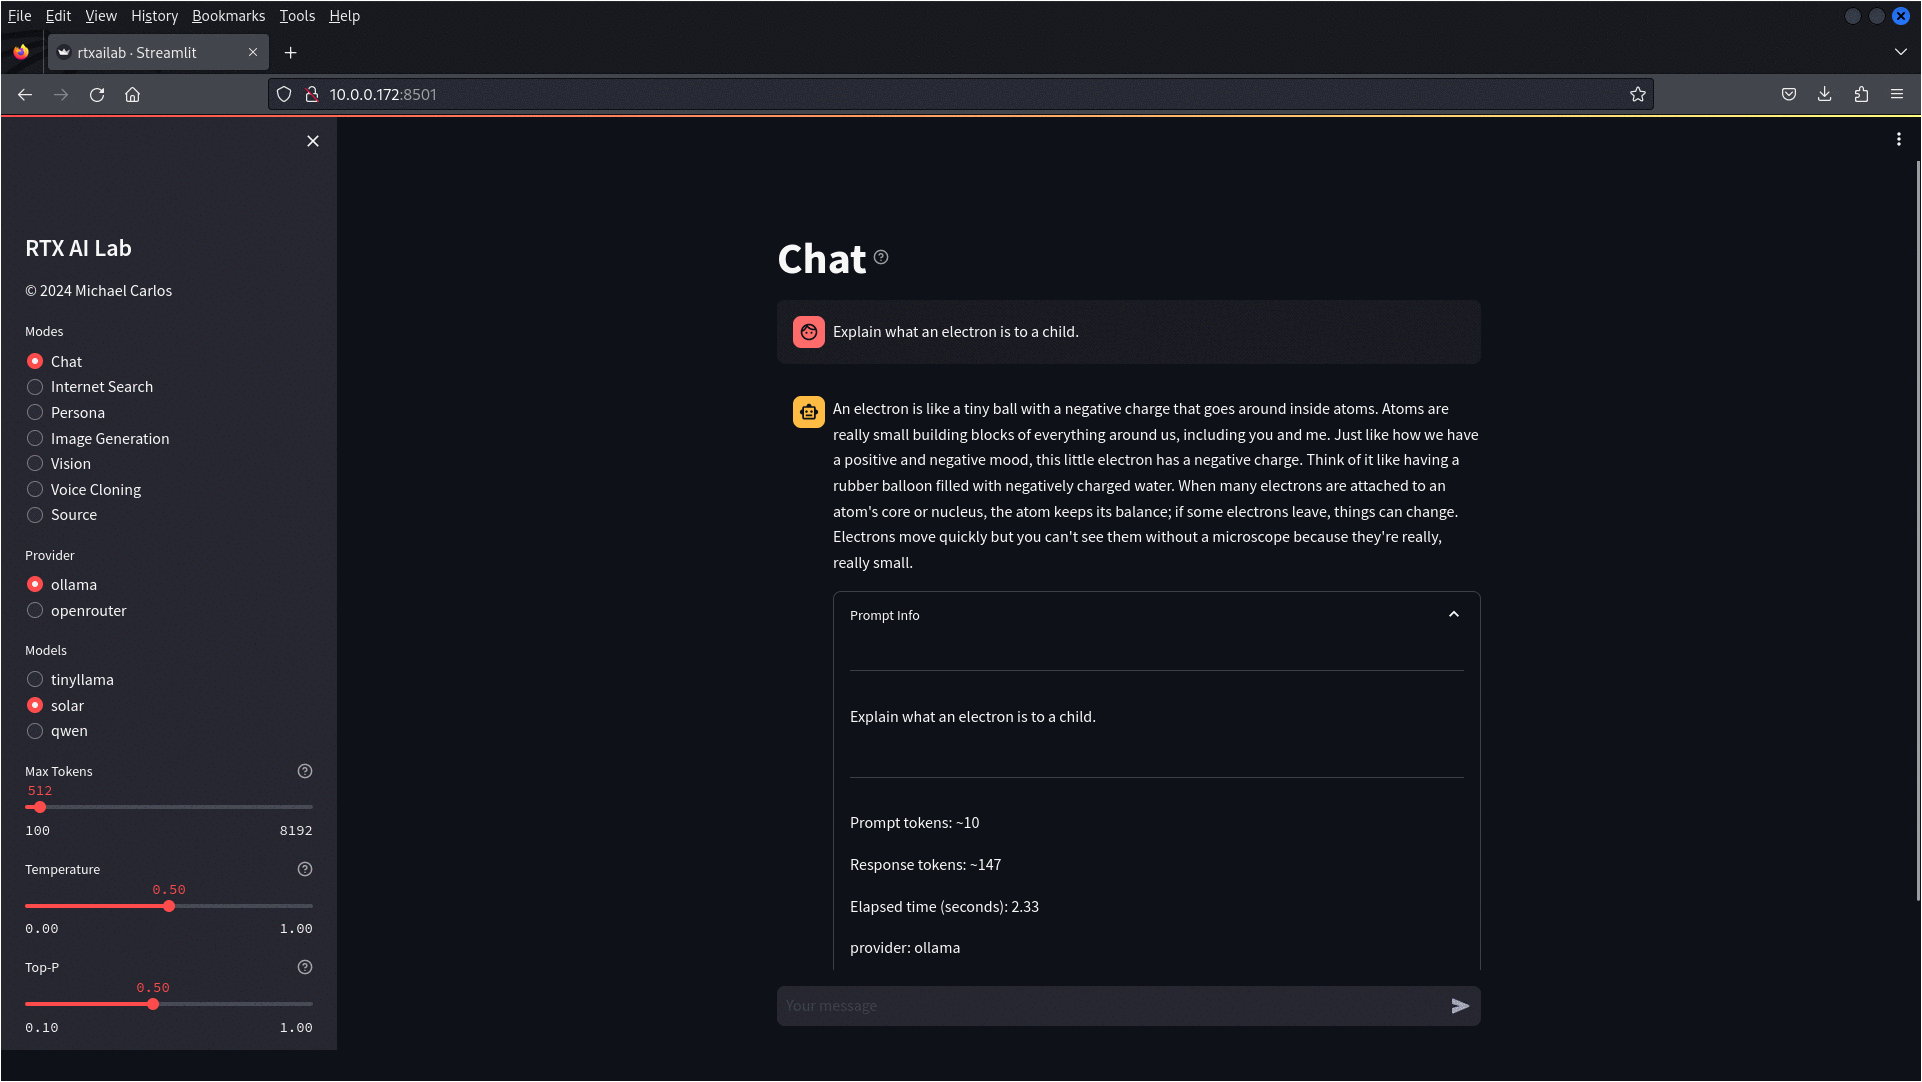 File Edit View History Bookmarks Tools Help
rtxailab · Streamlit
10.0.0.172:8501
RTX AI Lab
© 2024 Michael Carlos
Modes
Chat
Internet Search
Persona
Image Generation
Vision
Voice Cloning
Source
Provider
ollama
openrouter
Models
tinyllama
solar
qwen
Max Tokens
512
100 8192
Temperature
0.50
0.00 1.00
Top-P
0.50
0.10 1.00
Chat
Explain what an electron is to a child.
An electron is like a tiny ball with a negative charge that goes around inside atoms. Atoms are
really small building blocks of everything around us, including you and me. Just like how we have
a positive and negative mood, this little electron has a negative charge. Think of it like having a
rubber balloon filled with negatively charged water. When many electrons are attached to an
atom's core or nucleus, the atom keeps its balance; if some electrons leave, things can change.
Electrons move quickly but you can't see them without a microscope because they're really,
really small.
Prompt Info
Explain what an electron is to a child.
Prompt tokens: ~10
Response tokens: ~147
Elapsed time (seconds): 2.33
provider: ollama
Your message